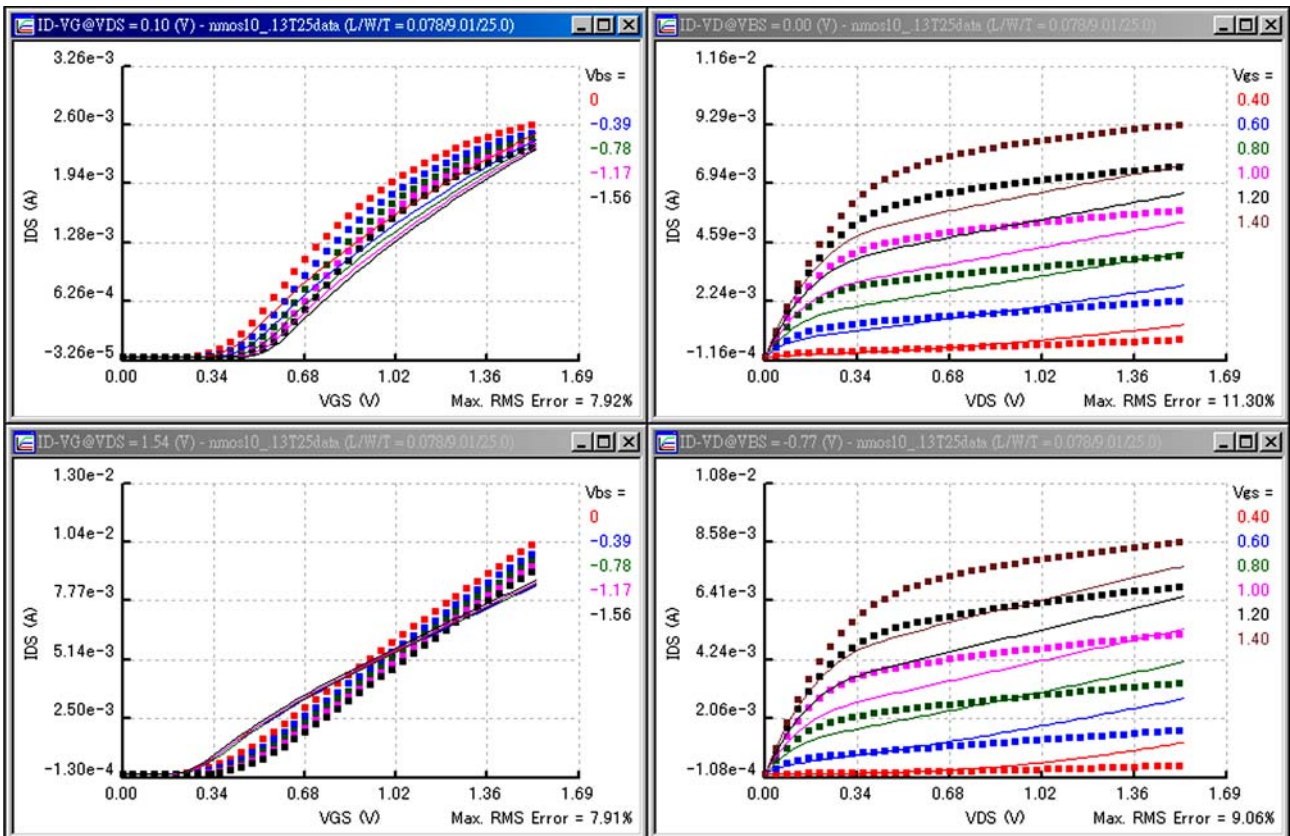 ID-VG@VDS = 0.10 (V) - nmos10_.13T25data (L/W/T = 0.078/9.01/25.0)
3.26e-3
2.60e-3
1.94e-3
1.28e-3
6.26e-4
-3.26e-5
IDS (A)
0.00 0.34 0.68 1.02 1.36 1.69
VGS (V) Max. RMS Error = 7.92%
Vbs =
0
-0.39
-0.78
-1.17
-1.56
ID-VD@VBS = 0.00 (V) - nmos10_.13T25data (L/W/T = 0.078/9.01/25.0)
1.16e-2
9.29e-3
6.94e-3
4.59e-3
2.24e-3
-1.16e-4
IDS (A)
0.00 0.34 0.68 1.02 1.36 1.69
VDS (V) Max. RMS Error = 11.30%
Vgs =
0.40
0.60
0.80
1.00
1.20
1.40
ID-VG@VDS = 1.54 (V) - nmos10_.13T25data (L/W/T = 0.078/9.01/25.0)
1.30e-2
1.04e-2
7.77e-3
5.14e-3
2.50e-3
-1.30e-4
IDS (A)
0.00 0.34 0.68 1.02 1.36 1.69
VGS (V) Max. RMS Error = 7.91%
Vbs =
0
-0.39
-0.78
-1.17
-1.56
ID-VD@VBS = -0.77 (V) - nmos10_.13T25data (L/W/T = 0.078/9.01/25.0)
1.08e-2
8.58e-3
6.41e-3
4.24e-3
2.06e-3
-1.08e-4
IDS (A)
0.00 0.34 0.68 1.02 1.36 1.69
VDS (V) Max. RMS Error = 9.06%
Vgs =
0.40
0.60
0.80
1.00
1.20
1.40